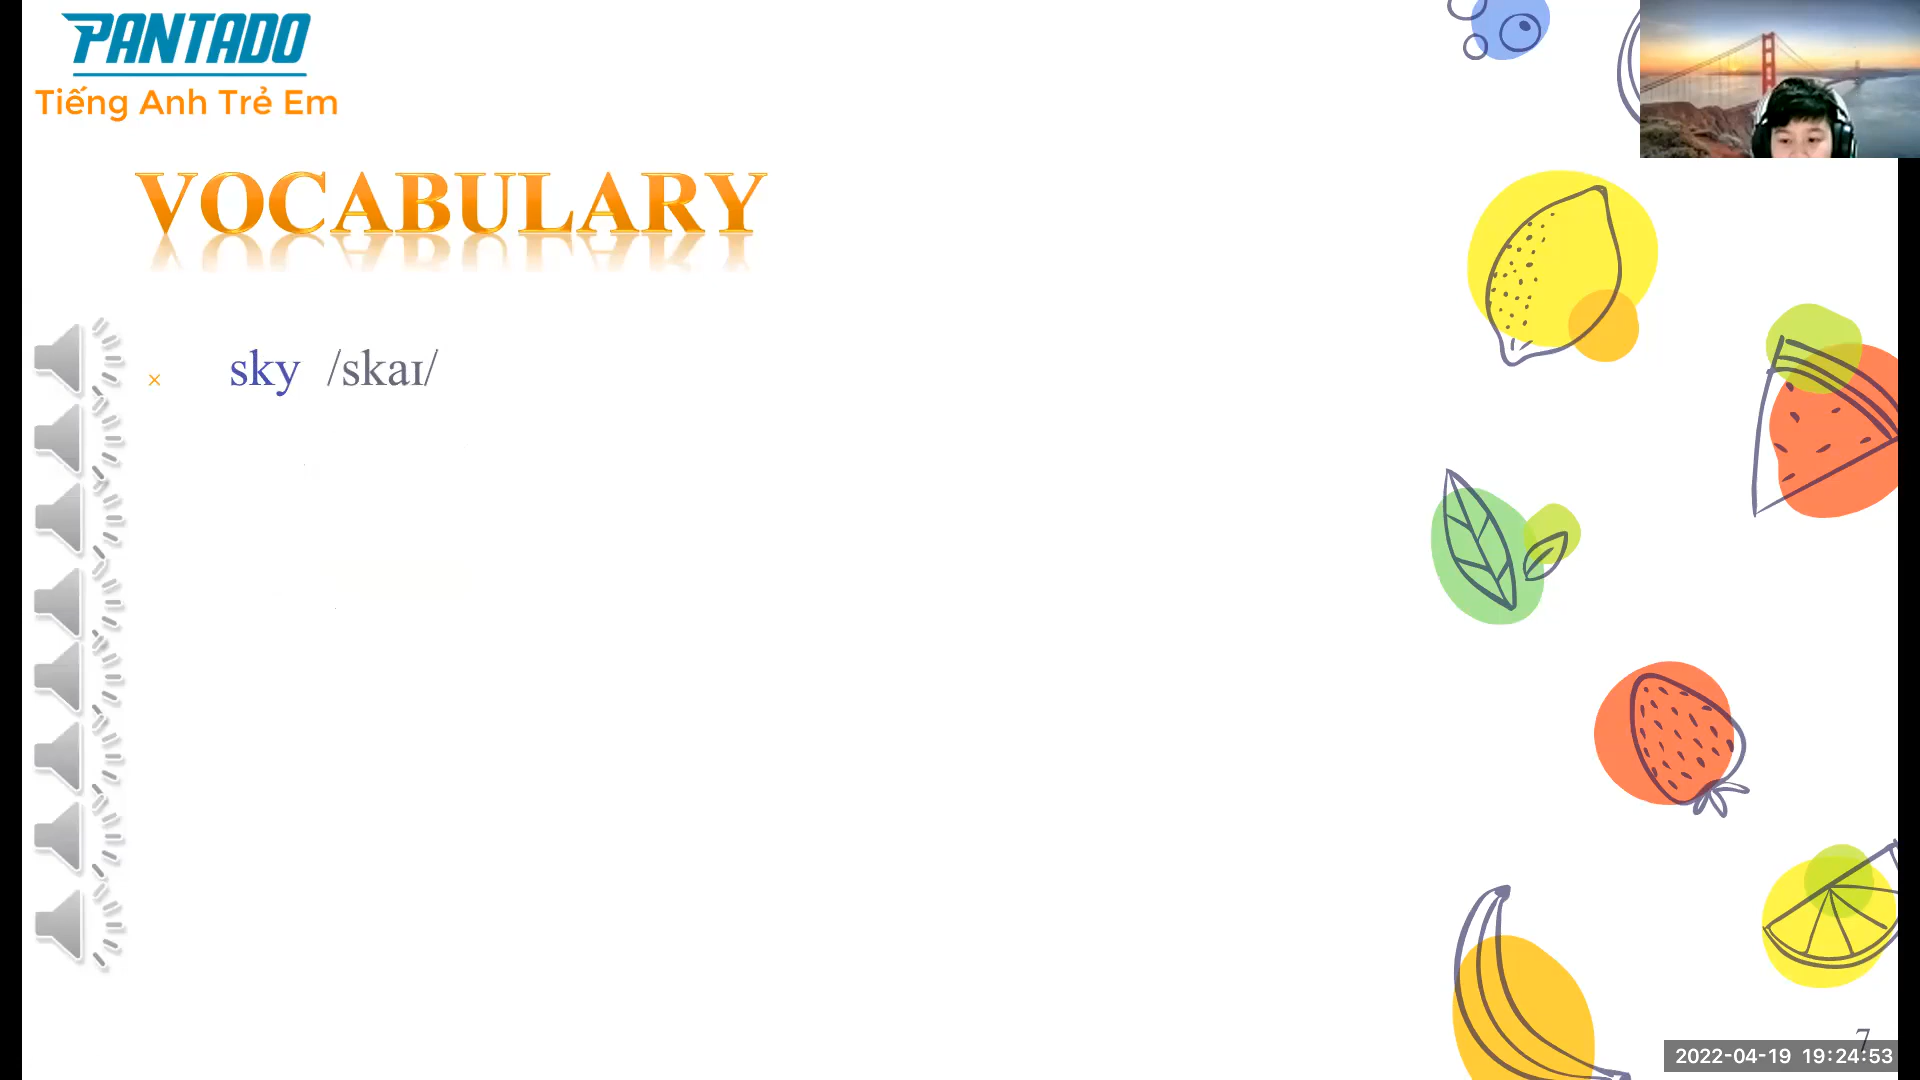 PANTADO
Tiếng Anh Trẻ Em
VOCABULARY
× sky /skaɪ/
7
2022-04-19 19:24:53